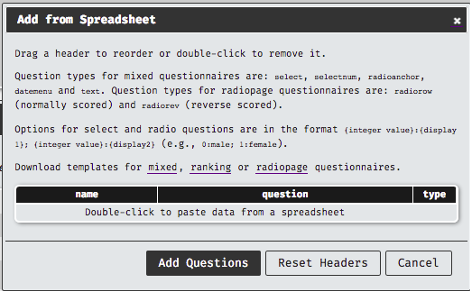 Add from Spreadsheet ×
Drag a header to reorder or double-click to remove it.
Question types for mixed questionnaires are: select, selectnum, radioanchor,
datemenu and text. Question types for radiopage questionnaires are: radiorow
(normally scored) and radiorev (reverse scored).
Options for select and radio questions are in the format {integer value}:{display
1}; {integer value}:{display2} (e.g., 0:male; 1:female).
Download templates for mixed, ranking or radiopage questionnaires.
name question type
Double-click to paste data from a spreadsheet
Add Questions Reset Headers Cancel